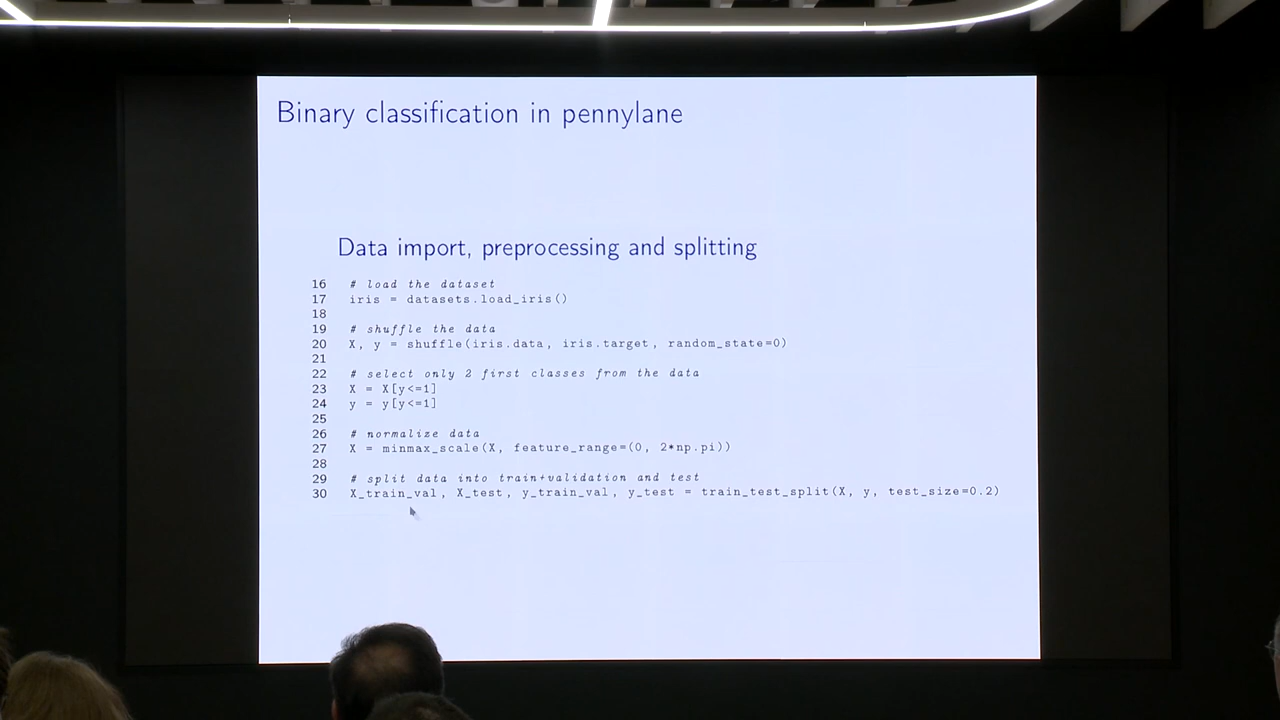 Binary classification in pennylane
Data import, preprocessing and splitting
16 # load the dataset
17 iris = datasets.load_iris()
18
19 # shuffle the data
20 X, y = shuffle(iris.data, iris.target, random_state=0)
21
22 # select only 2 first classes from the data
23 X = X[y<=1]
24 y = y[y<=1]
25
26 # normalize data
27 X = minmax_scale(X, feature_range=(0, 2*np.pi))
28
29 # split data into train+validation and test
30 X_train_val, X_test, y_train_val, y_test = train_test_split(X, y, test_size=0.2)